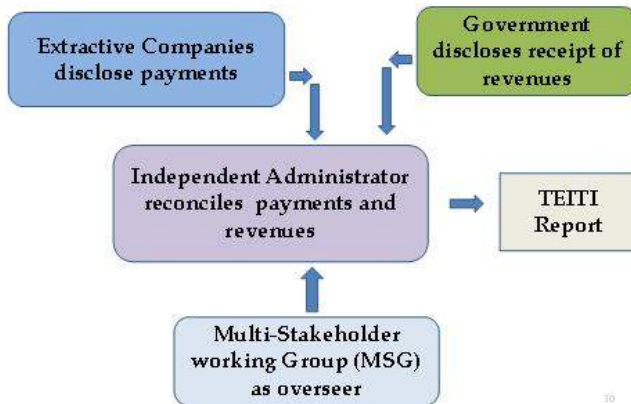 Extractive Companies
disclose payments
Government
discloses receipt of
revenues
Independent Administrator
reconciles payments and
revenues
TEITI
Report
Multi-Stakeholder
working Group (MSG)
as overseer
10